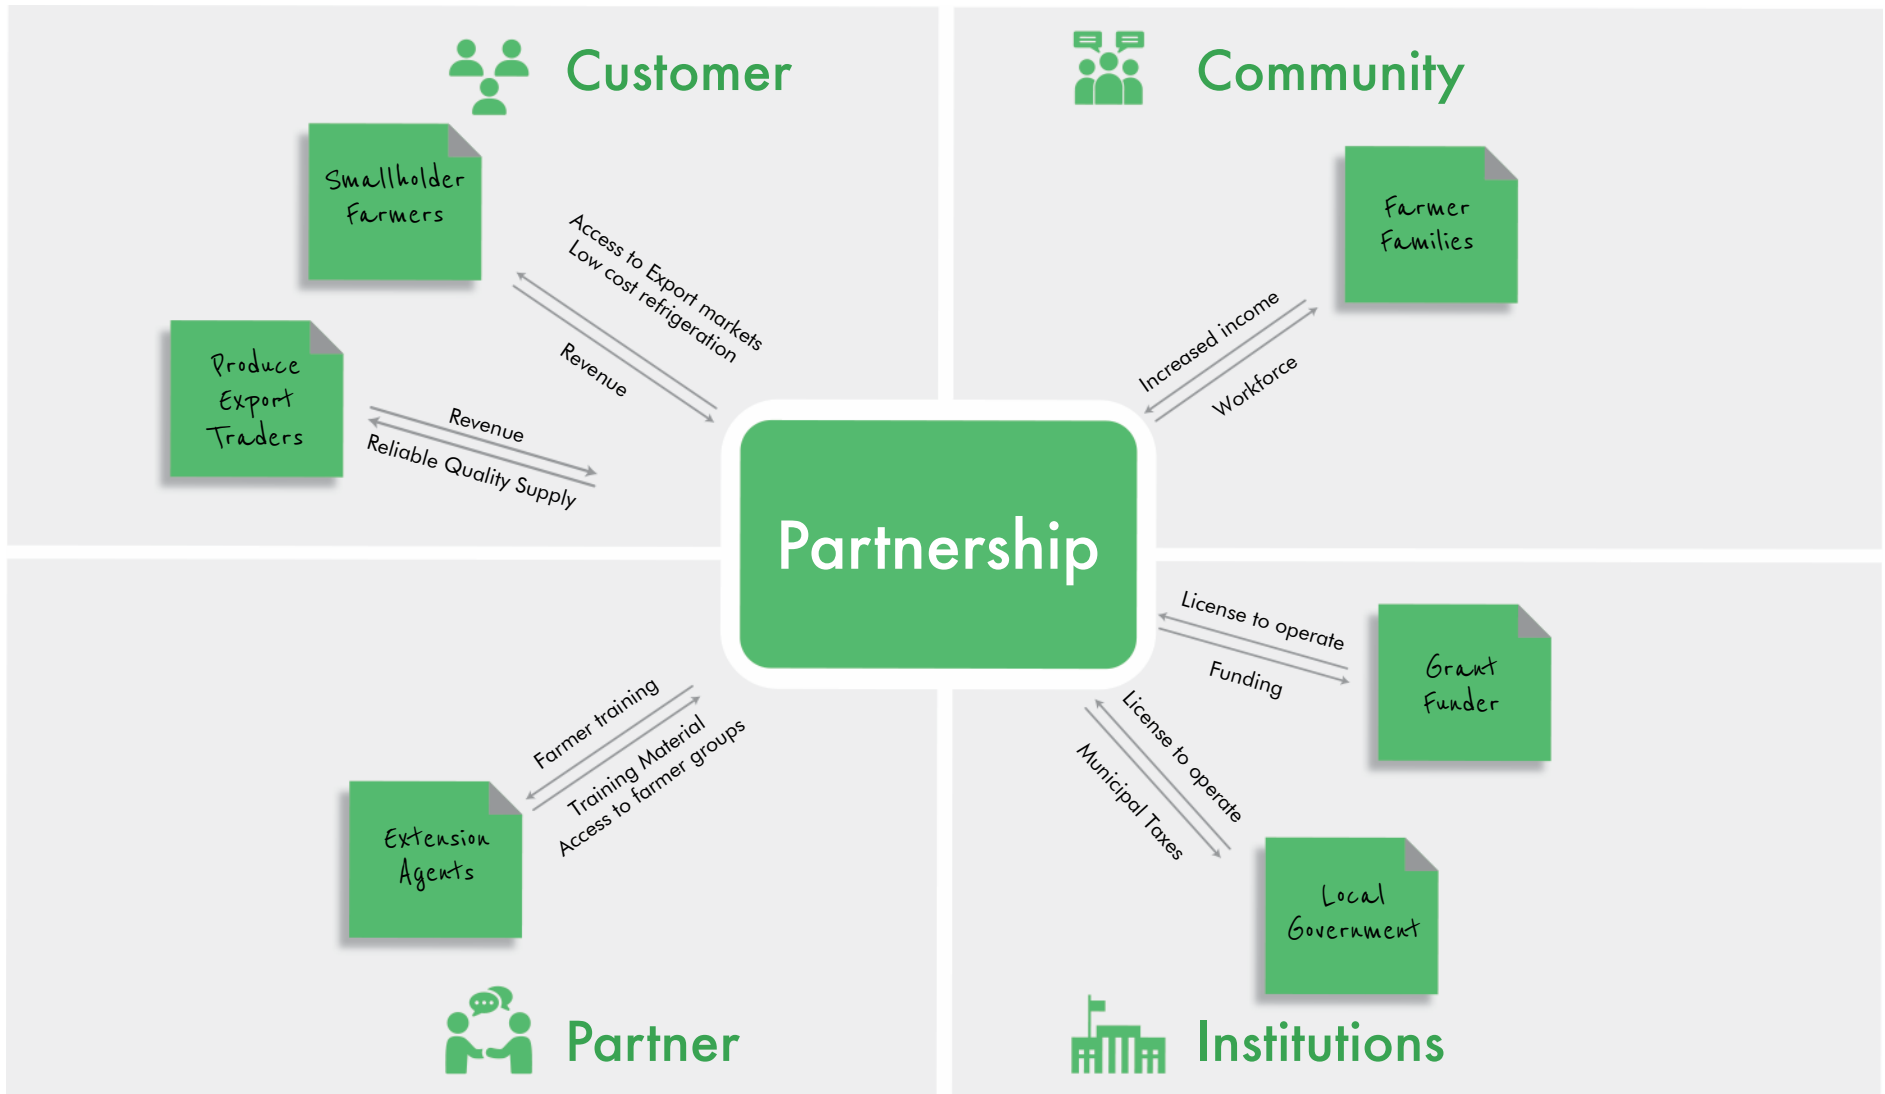 Customer
Smallholder
Farmers
Access to Export markets
Low cost refrigeration
Revenue
Produce
Export
Traders
Revenue
Reliable Quality Supply
Community
Farmer
Families
Increased income
Workforce
Partnership
Farmer training
Training Material
Access to farmer groups
Extension
Agents
Partner
License to operate
Funding
Grant
Funder
License to operate
Municipal Taxes
Local
Government
Institutions